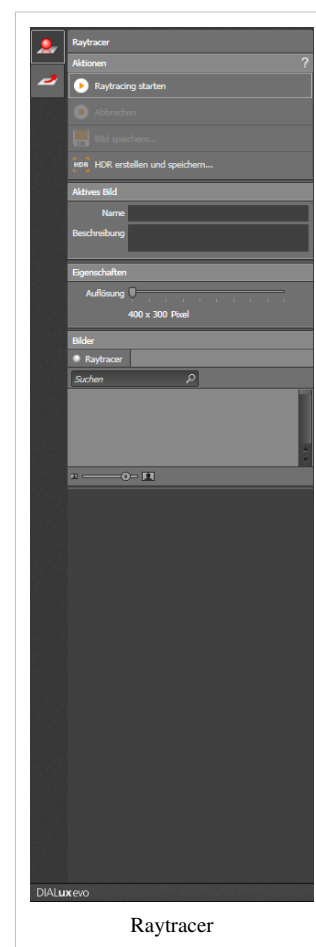 Raytracer
Aktionen ?
Raytracing starten
Abbrechen
Bild speichern...
HDR HDR erstellen und speichern...
Aktives Bild
Name
Beschreibung
Eigenschaften
Auflösung
400 x 300 Pixel
Bilder
Raytracer
Suchen
DIALux evo
Raytracer